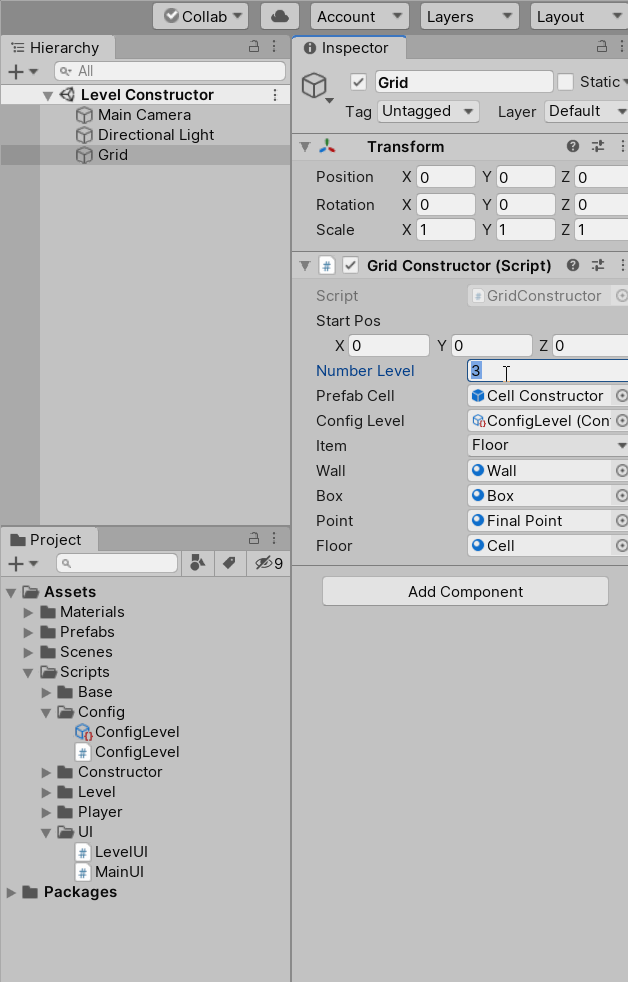 Collab
Account
Layers
Layout
Hierarchy
All
Level Constructor
Main Camera
Directional Light
Grid
Project
9
Assets
Materials
Prefabs
Scenes
Scripts
Base
Config
ConfigLevel
ConfigLevel
Constructor
Level
Player
UI
LevelUI
MainUI
Packages
Inspector
Grid Static
Tag Untagged Layer Default
Transform
Position X 0 Y 0 Z 0
Rotation X 0 Y 0 Z 0
Scale X 1 Y 1 Z 1
Grid Constructor (Script)
Script GridConstructor
Start Pos
X 0 Y 0 Z 0
Number Level 3
Prefab Cell Cell Constructor
Config Level ConfigLevel (Con
Item Floor
Wall Wall
Box Box
Point Final Point
Floor Cell
Add Component